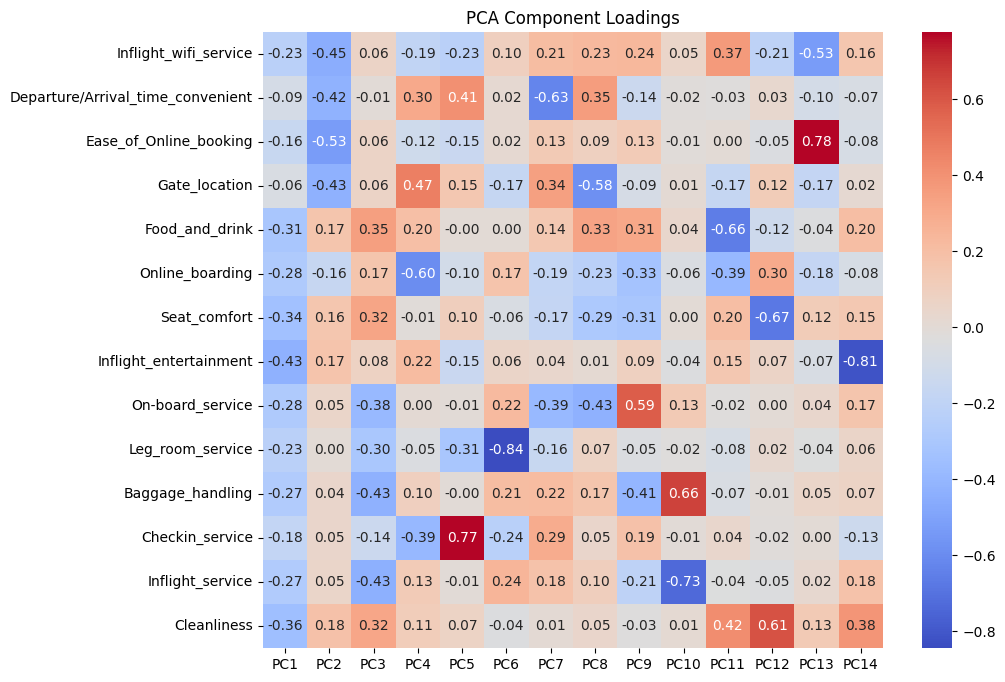 PCA Component Loadings
Inflight_wifi_service -0.23 -0.45 0.06 -0.19 -0.23 0.10 0.21 0.23 0.24 0.05 0.37 -0.21 -0.53 0.16
Departure/Arrival_time_convenient -0.09 -0.42 -0.01 0.30 0.41 0.02 -0.63 0.35 -0.14 -0.02 -0.03 0.03 -0.10 -0.07
Ease_of_Online_booking -0.16 -0.53 0.06 -0.12 -0.15 0.02 0.13 0.09 0.13 -0.01 0.00 -0.05 0.78 -0.08
Gate_location -0.06 -0.43 0.06 0.47 0.15 -0.17 0.34 -0.58 -0.09 0.01 -0.17 0.12 -0.17 0.02
Food_and_drink -0.31 0.17 0.35 0.20 -0.00 0.00 0.14 0.33 0.31 0.04 -0.66 -0.12 -0.04 0.20
Online_boarding -0.28 -0.16 0.17 -0.60 -0.10 0.17 -0.19 -0.23 -0.33 -0.06 -0.39 0.30 -0.18 -0.08
Seat_comfort -0.34 0.16 0.32 -0.01 0.10 -0.06 -0.17 -0.29 -0.31 0.00 0.20 -0.67 0.12 0.15
Inflight_entertainment -0.43 0.17 0.08 0.22 -0.15 0.06 0.04 0.01 0.09 -0.04 0.15 0.07 -0.07 -0.81
On-board_service -0.28 0.05 -0.38 0.00 -0.01 0.22 -0.39 -0.43 0.59 0.13 -0.02 0.00 0.04 0.17
Leg_room_service -0.23 0.00 -0.30 -0.05 -0.31 -0.84 -0.16 0.07 -0.05 -0.02 -0.08 0.02 -0.04 0.06
Baggage_handling -0.27 0.04 -0.43 0.10 -0.00 0.21 0.22 0.17 -0.41 0.66 -0.07 -0.01 0.05 0.07
Checkin_service -0.18 0.05 -0.14 -0.39 0.77 -0.24 0.29 0.05 0.19 -0.01 0.04 -0.02 0.00 -0.13
Inflight_service -0.27 0.05 -0.43 0.13 -0.01 0.24 0.18 0.10 -0.21 -0.73 -0.04 -0.05 0.02 0.18
Cleanliness -0.36 0.18 0.32 0.11 0.07 -0.04 0.01 0.05 -0.03 0.01 0.42 0.61 0.13 0.38
PC1 PC2 PC3 PC4 PC5 PC6 PC7 PC8 PC9 PC10 PC11 PC12 PC13 PC14
0.6
0.4
0.2
0.0
−0.2
−0.4
−0.6
−0.8